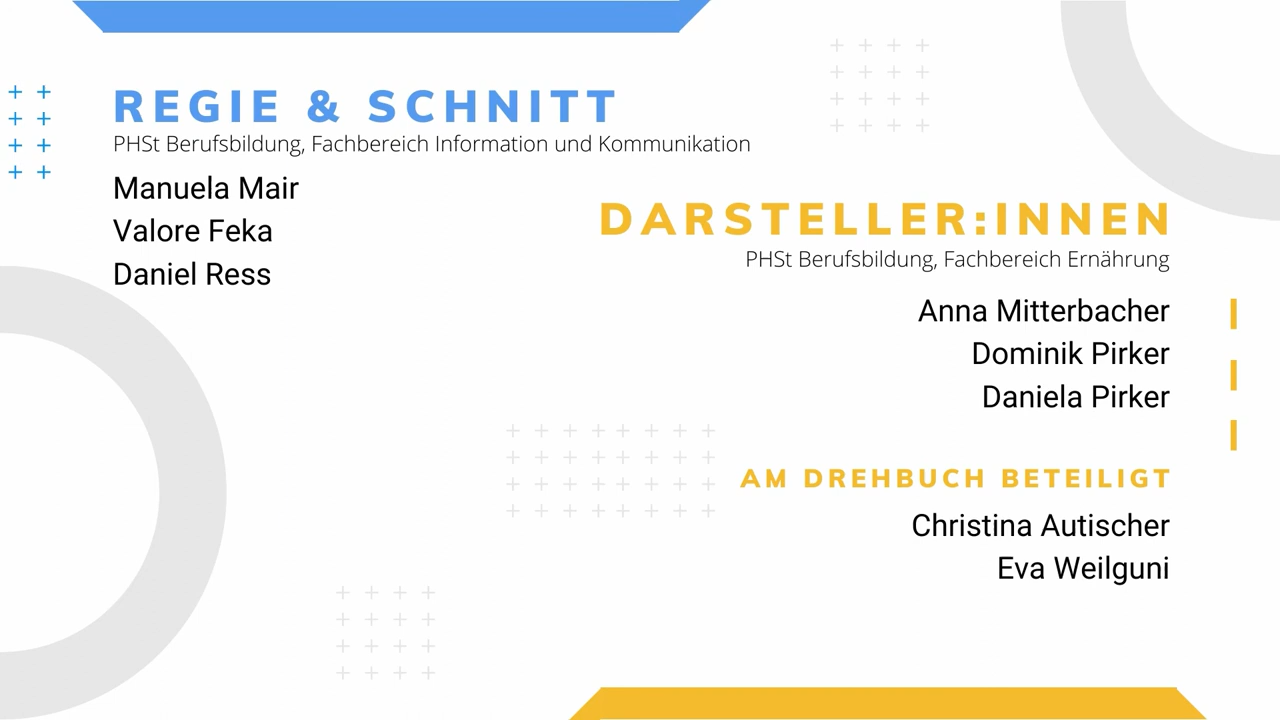 REGIE & SCHNITT
PHSt Berufsbildung, Fachbereich Information und Kommunikation
Manuela Mair
Valore Feka
Daniel Ress
DARSTELLER:INNEN
PHSt Berufsbildung, Fachbereich Ernährung
Anna Mitterbacher
Dominik Pirker
Daniela Pirker
AM DREHBUCH BETEILIGT
Christina Autischer
Eva Weilguni